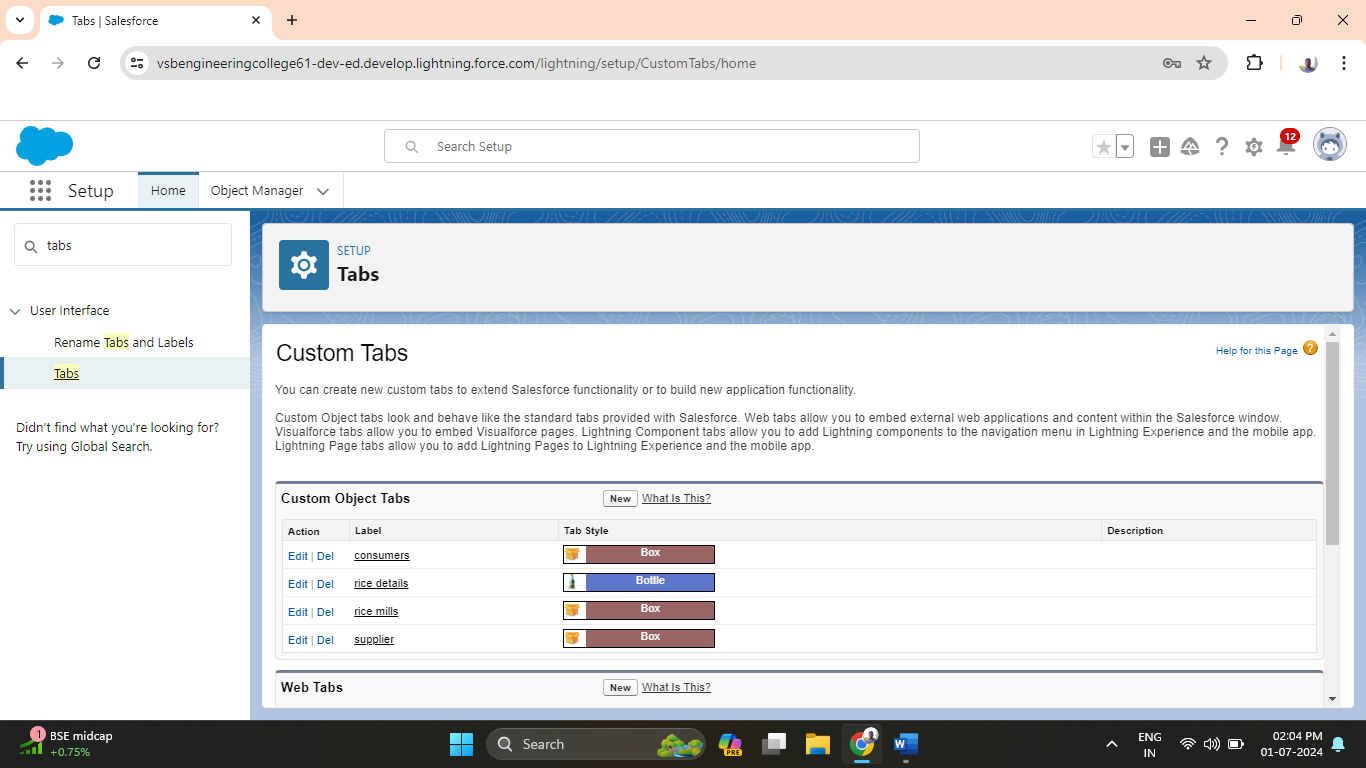 Tabs | Salesforce
vsbengineeringcollege61-dev-ed.develop.lightning.force.com/lightning/setup/CustomTabs/home
Search Setup
12
Setup
Home
Object Manager
tabs
User Interface
Rename Tabs and Labels
Tabs
Didn't find what you're looking for?
Try using Global Search.
SETUP
Tabs
Custom Tabs
Help for this Page ?
You can create new custom tabs to extend Salesforce functionality or to build new application functionality.
Custom Object tabs look and behave like the standard tabs provided with Salesforce. Web tabs allow you to embed external web applications and content within the Salesforce window.
Visualforce tabs allow you to embed Visualforce pages. Lightning Component tabs allow you to add Lightning components to the navigation menu in Lightning Experience and the mobile app.
Lightning Page tabs allow you to add Lightning Pages to Lightning Experience and the mobile app.
Custom Object Tabs New What Is This?
Action Label Tab Style Description
Edit | Del consumers Box
Edit | Del rice details Bottle
Edit | Del rice mills Box
Edit | Del supplier Box
Web Tabs New What Is This?
1
BSE midcap
+0.75%
Search
PRE
W
ENG
IN
02:04 PM
01-07-2024